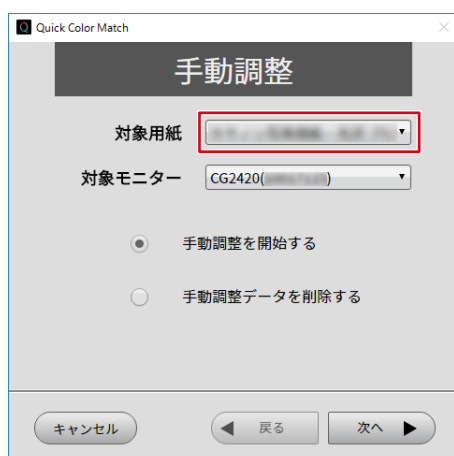 Quick Color Match
手動調整
対象用紙
対象モニター CG2420( )
手動調整を開始する
手動調整データを削除する
キャンセル ◀ 戻る 次へ ▶